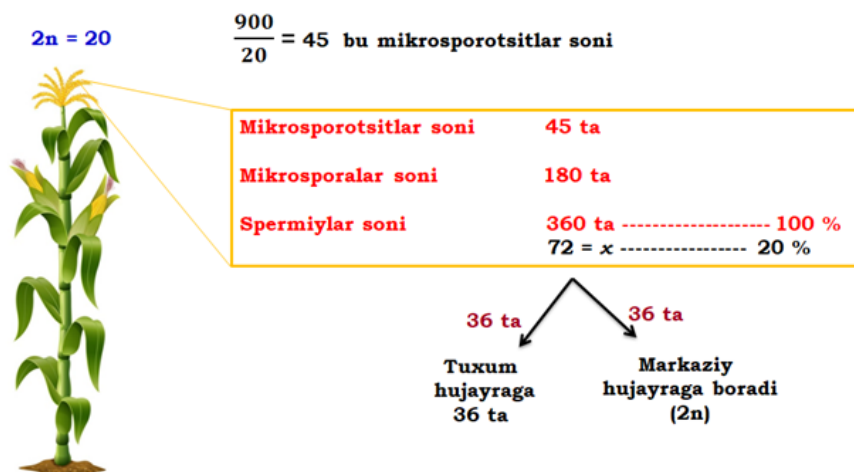 2n = 20
900
20
= 45 bu mikrosporotsitlar soni
Mikrosporotsitlar soni 45 ta
Mikrosporalar soni 180 ta
Spermiylar soni 360 ta -------------------- 100 %
72 = x ----------------- 20 %
36 ta 36 ta
Tuxum
hujayraga
36 ta
Markaziy
hujayraga boradi
(2n)